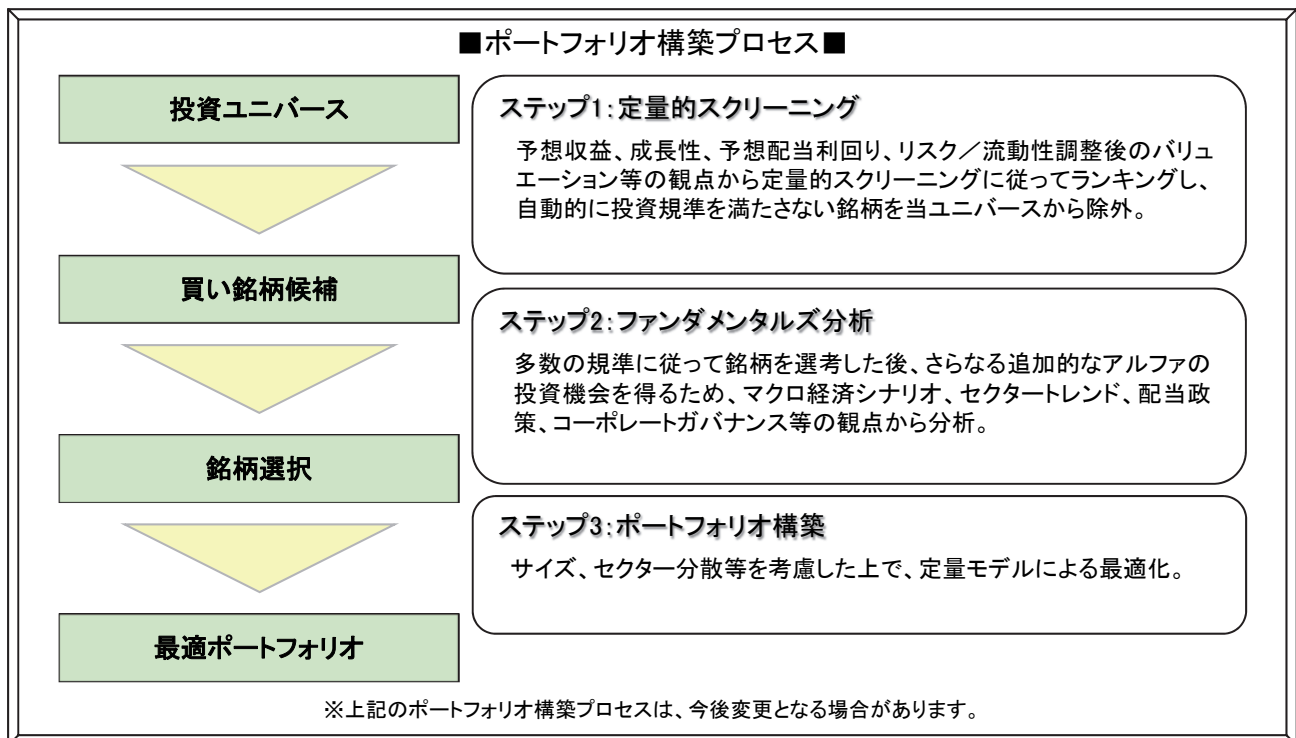 ■ポートフォリオ構築プロセス■
投資ユニバース
ステップ1:定量的スクリーニング
予想収益、成長性、予想配当利回り、リスク／流動性調整後のバリュ
エーション等の観点から定量的スクリーニングに従ってランキングし、
自動的に投資規準を満たさない銘柄を当ユニバースから除外。
買い銘柄候補
ステップ2:ファンダメンタルズ分析
多数の規準に従って銘柄を選考した後、さらなる追加的なアルファの
投資機会を得るため、マクロ経済シナリオ、セクタートレンド、配当政
策、コーポレートガバナンス等の観点から分析。
銘柄選択
ステップ3:ポートフォリオ構築
サイズ、セクター分散等を考慮した上で、定量モデルによる最適化。
最適ポートフォリオ
※上記のポートフォリオ構築プロセスは、今後変更となる場合があります。